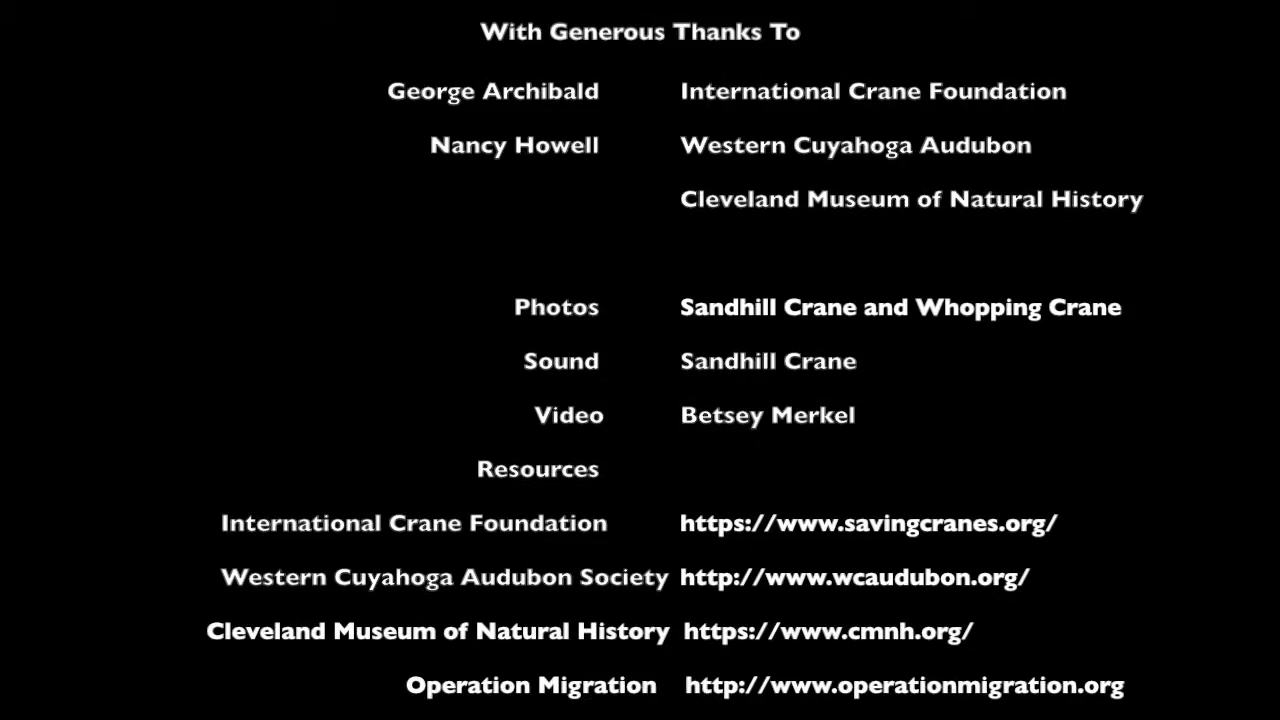 With Generous Thanks To
George Archibald International Crane Foundation
Nancy Howell Western Cuyahoga Audubon
Cleveland Museum of Natural History
Photos Sandhill Crane and Whopping Crane
Sound Sandhill Crane
Video Betsey Merkel
Resources
International Crane Foundation https://www.savingcranes.org/
Western Cuyahoga Audubon Society http://www.wcaudubon.org/
Cleveland Museum of Natural History https://www.cmnh.org/
Operation Migration http://www.operationmigration.org